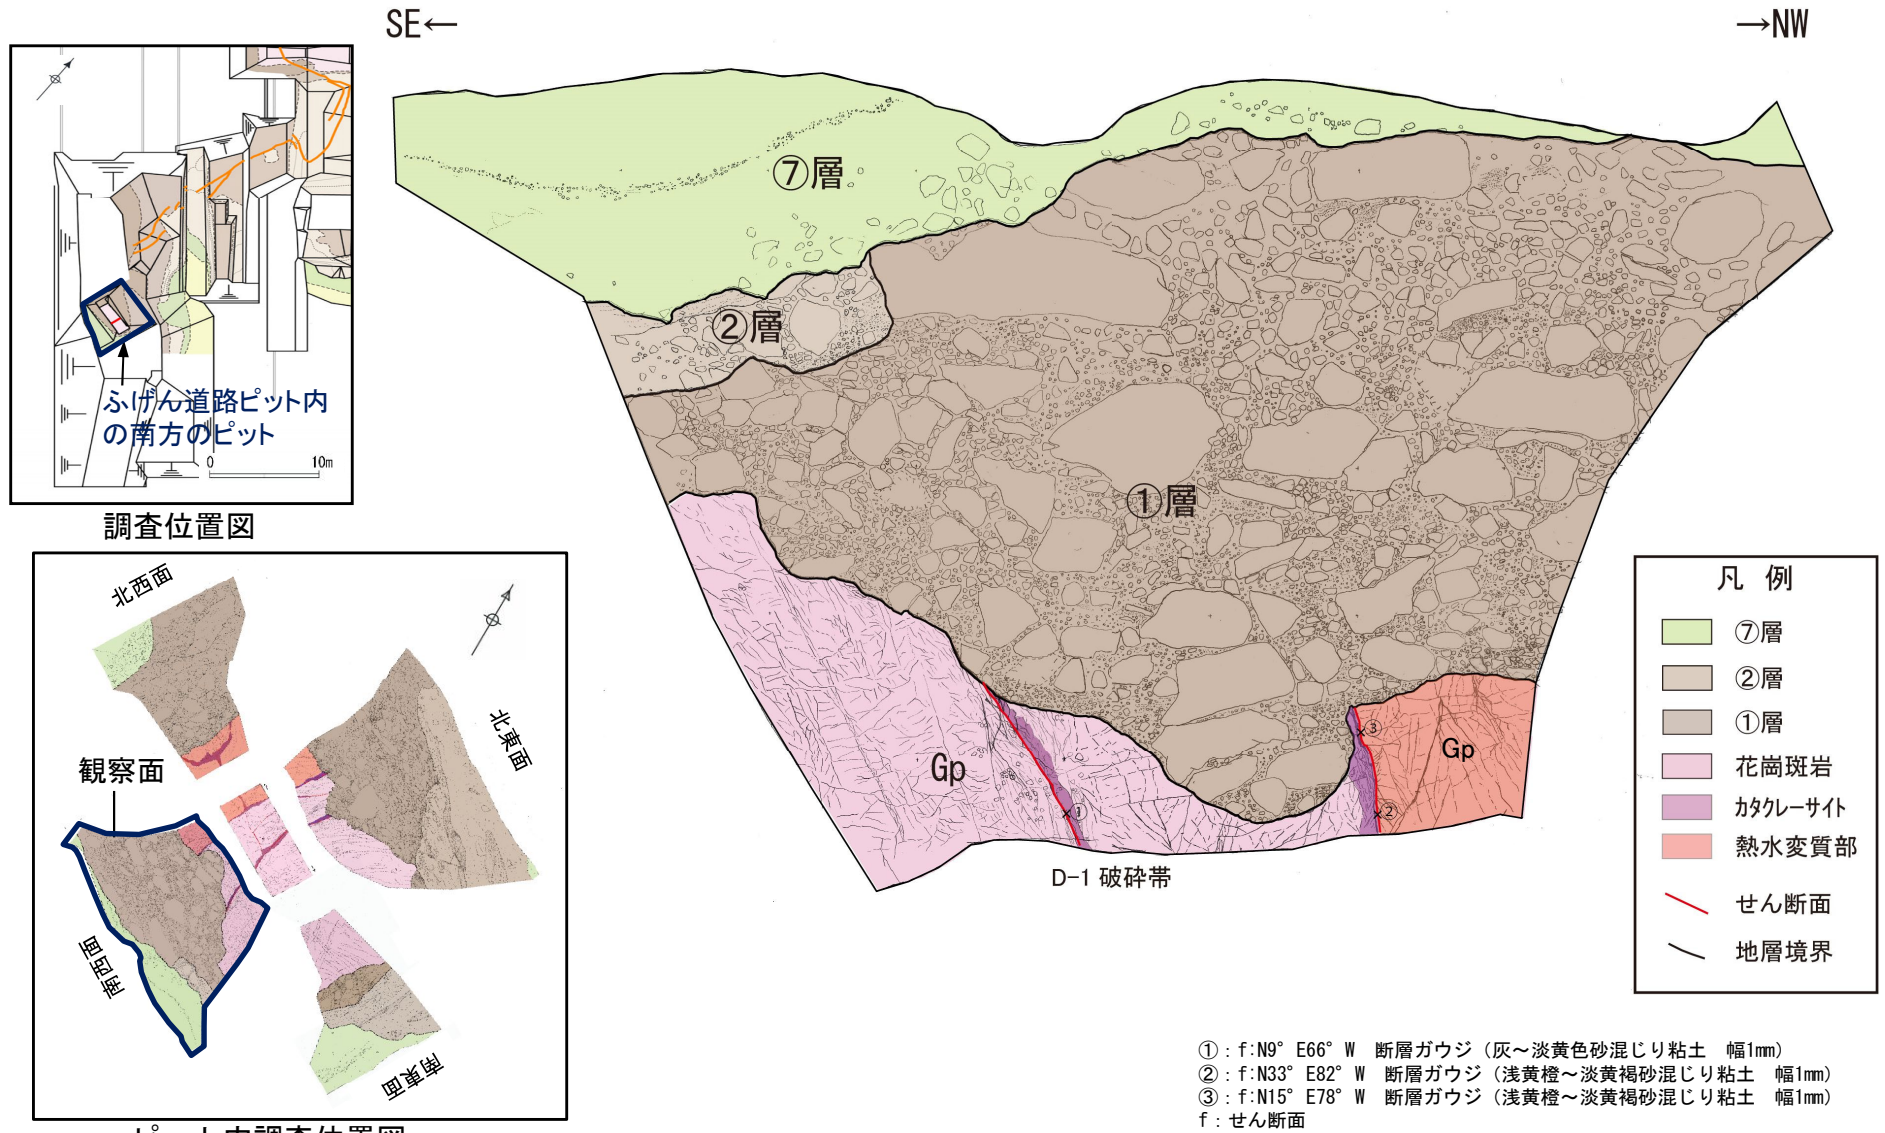 SE←
→NW
⑦層
②層
①層
Gp
Gp
①
③
②
D-1 破砕帯
ふげん道路ピット内
の南方のピット
0 10m
調査位置図
北西面
北東面
観察面
南西面
南東面
凡 例
⑦層
②層
①層
花崗斑岩
カタクレーサイト
熱水変質部
せん断面
地層境界
①：f:N9°E66°W 断層ガウジ（灰～淡黄色砂混じり粘土 幅1mm）
②：f:N33°E82°W 断層ガウジ（浅黄橙～淡黄褐砂混じり粘土 幅1mm）
③：f:N15°E78°W 断層ガウジ（浅黄橙～淡黄褐砂混じり粘土 幅1mm）
f：せん断面